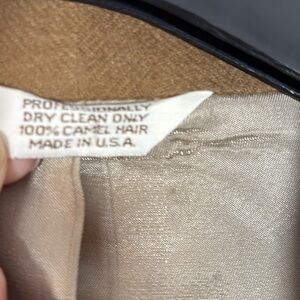 PROFESSIONALLY
DRY CLEAN ONLY
100% CAMEL HAIR
MADE IN U.S.A.